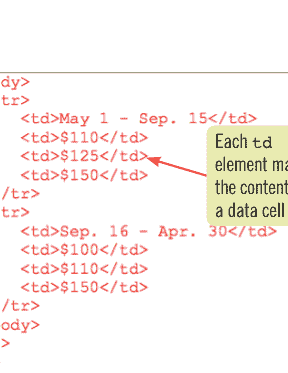 dy>
tr>
<td>May 1 - Sep. 15</td>
<td>$110</td>
<td>$125</td>
<td>$150</td>
/tr>
tr>
<td>Sep. 16 - Apr. 30</td>
<td>$100</td>
<td>$110</td>
<td>$150</td>
/tr>
ody>
>
Each td
element ma
the content
a data cell